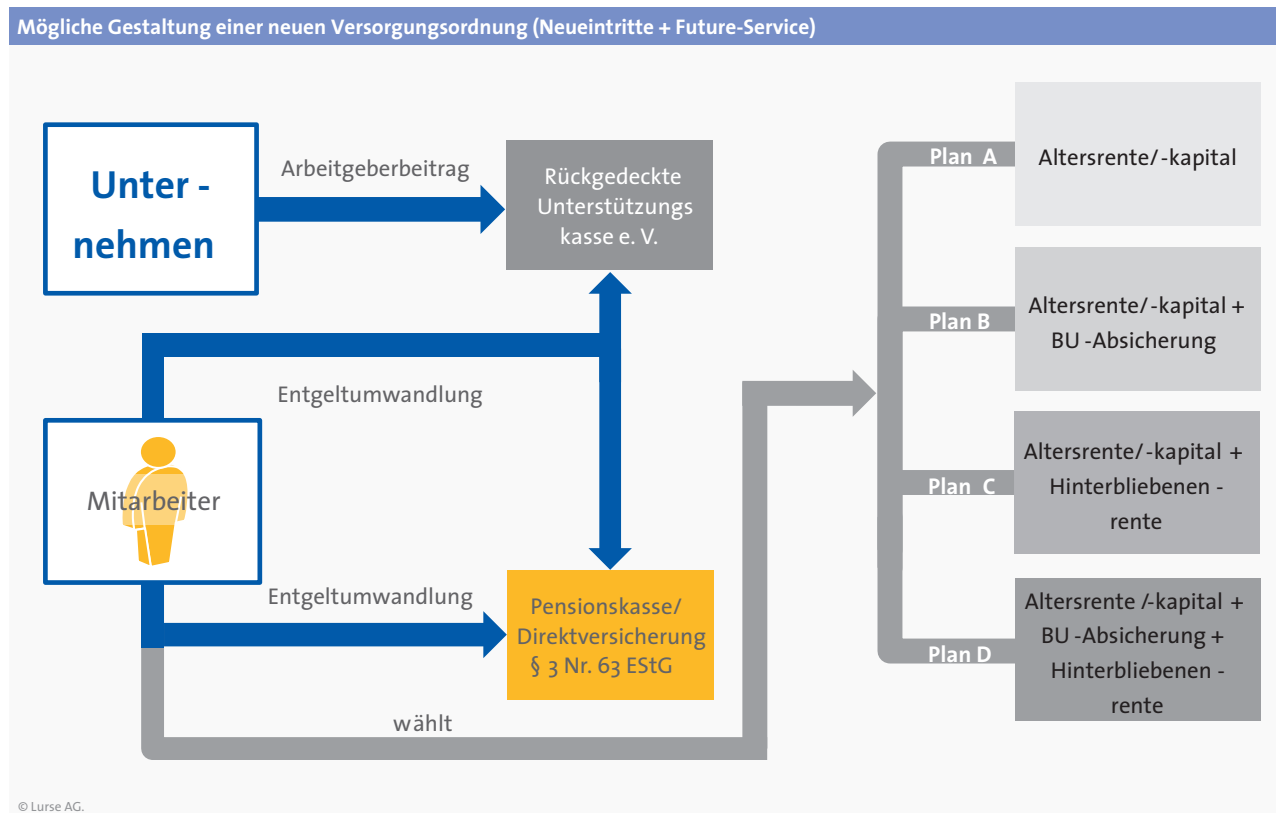 Mögliche Gestaltung einer neuen Versorgungsordnung (Neueintritte + Future-Service)
Unter -
nehmen
Arbeitgeberbeitrag
Rückgedeckte
Unterstützungs
kasse e. V.
Entgeltumwandlung
Mitarbeiter
Entgeltumwandlung
Pensionskasse/
Direktversicherung
§ 3 Nr. 63 EStG
wählt
Plan A
Altersrente/-kapital
Plan B
Altersrente/-kapital +
BU -Absicherung
Plan C
Altersrente/-kapital +
Hinterbliebenen -
rente
Plan D
Altersrente /-kapital +
BU -Absicherung +
Hinterbliebenen -
rente
© Lurse AG.